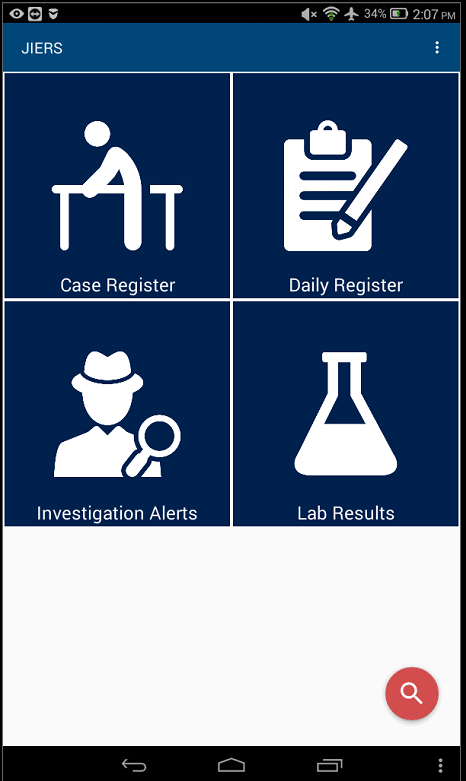 34% 2:07 PM
JIERS
Case Register
Daily Register
Investigation Alerts
Lab Results